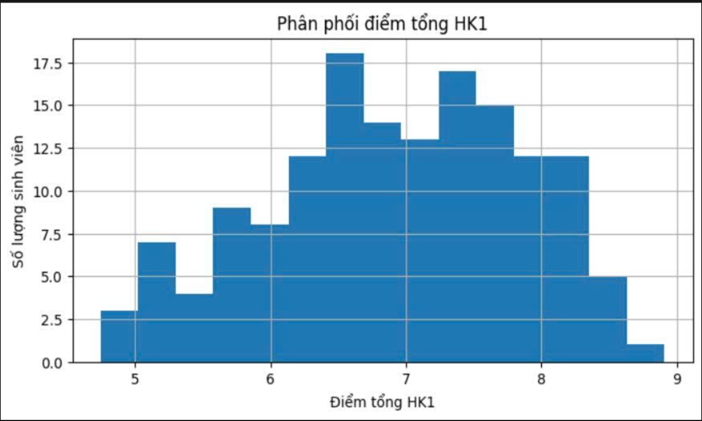 Phân phối điểm tổng HK1
17.5
15.0
12.5
10.0
7.5
5.0
2.5
0.0
Số lượng sinh viên
5 6 7 8 9
Điểm tổng HK1